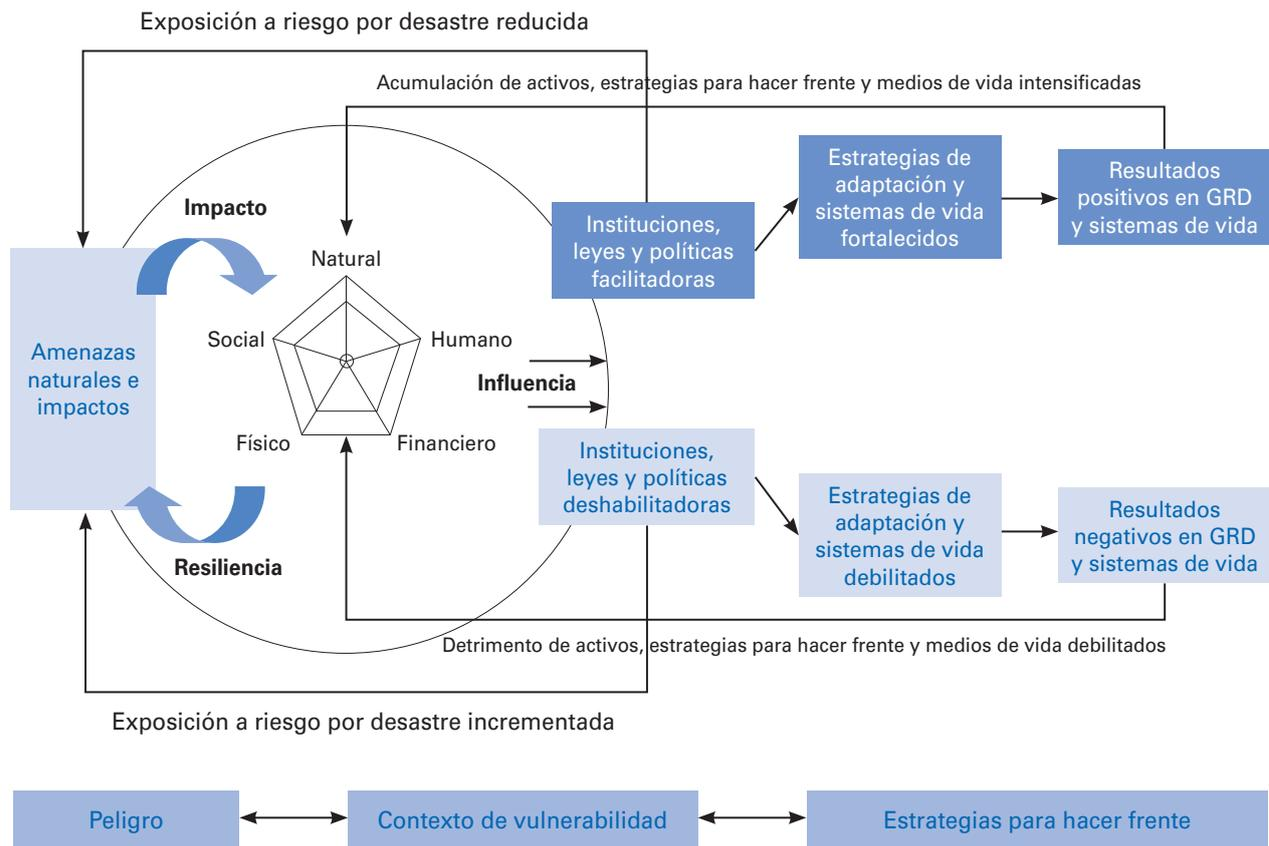 Exposición a riesgo por desastre reducida
Acumulación de activos, estrategias para hacer frente y medios de vida intensificadas
Impacto
Amenazas
naturales e
impactos
Resiliencia
Natural
Social
Humano
Físico
Financiero
Influencia
Instituciones,
leyes y políticas
facilitadoras
Estrategias de
adaptación y
sistemas de vida
fortalecidos
Resultados
positivos en GRD
y sistemas de vida
Instituciones,
leyes y políticas
deshabilitadoras
Estrategias de
adaptación y
sistemas de vida
debilitados
Resultados
negativos en GRD
y sistemas de vida
Detrimento de activos, estrategias para hacer frente y medios de vida debilitados
Exposición a riesgo por desastre incrementada
Peligro
Contexto de vulnerabilidad
Estrategias para hacer frente